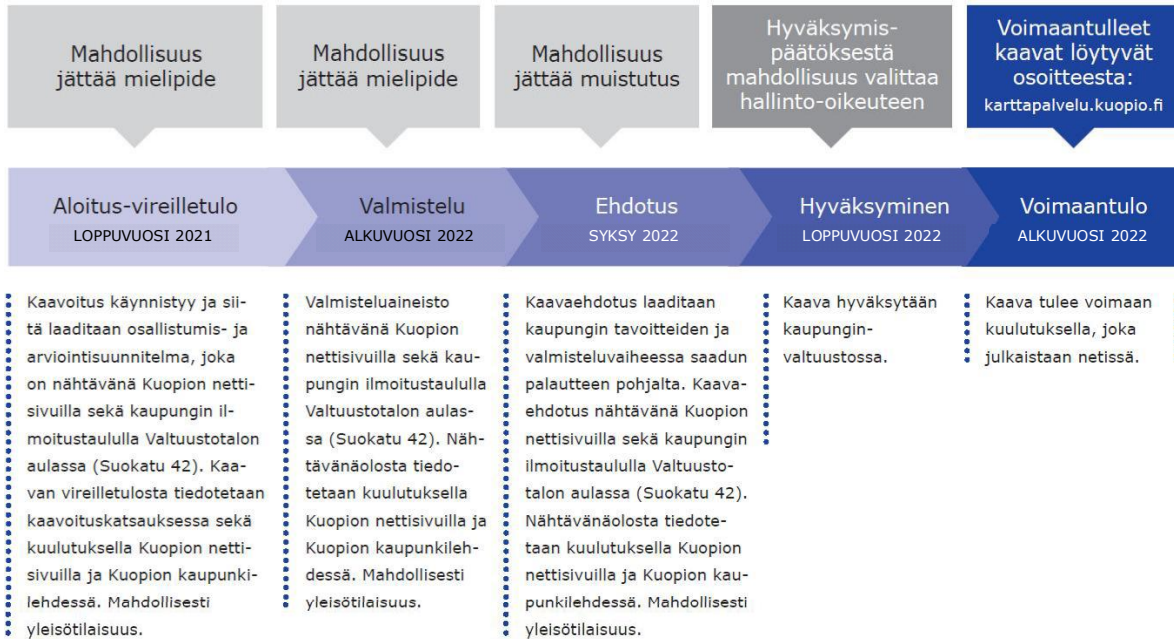 Mahdollisuus
jättää mielipide
Mahdollisuus
jättää mielipide
Mahdollisuus
jättää muistutus
Hyväksymis-
päätöksestä
mahdollisuus valittaa
hallinto-oikeuteen
Voimaantulleet
kaavat löytyvät
osoitteesta:
karttapalvelu.kuopio.fi
Aloitus-vireilletulo
LOPPUVUOSI 2021
Valmistelu
ALKUVUOSI 2022
Ehdotus
SYKSY 2022
Hyväksyminen
LOPPUVUOSI 2022
Voimaantulo
ALKUVUOSI 2022
Kaavoitus käynnistyy ja sii-
tä laaditaan osallistumis- ja
arviointisuunnitelma, joka
on nähtävänä Kuopion netti-
sivuilla sekä kaupungin il-
moitustaululla Valtuustotalon
aulassa (Suokatu 42). Kaa-
van vireilletulosta tiedotetaan
kaavoituskatsauksessa sekä
kuulutuksella Kuopion netti-
sivuilla ja Kuopion kaupunki-
lehdessä. Mahdollisesti
yleisötilaisuus.
Valmisteluaineisto
nähtävänä Kuopion
nettisivuilla sekä kau-
pungin ilmoitustaululla
Valtuustotalon aulas-
sa (Suokatu 42). Näh-
tävänäolosta tiedo-
tetaan kuulutuksella
Kuopion nettisivuilla ja
Kuopion kaupunkileh-
dessä. Mahdollisesti
yleisötilaisuus.
Kaavaehdotus laaditaan
kaupungin tavoitteiden ja
valmisteluvaiheessa saadun
palautteen pohjalta. Kaava-
ehdotus nähtävänä Kuopion
nettisivuilla sekä kaupungin
ilmoitustaululla Valtuusto-
talon aulassa (Suokatu 42).
Nähtävänäolosta tiedote-
taan kuulutuksella Kuopion
nettisivuilla ja Kuopion kau-
punkilehdessä. Mahdollisesti
yleisötilaisuus.
Kaava hyväksytään
kaupungin-
valtuustossa.
Kaava tulee voimaan
kuulutuksella, joka
julkaistaan netissä.